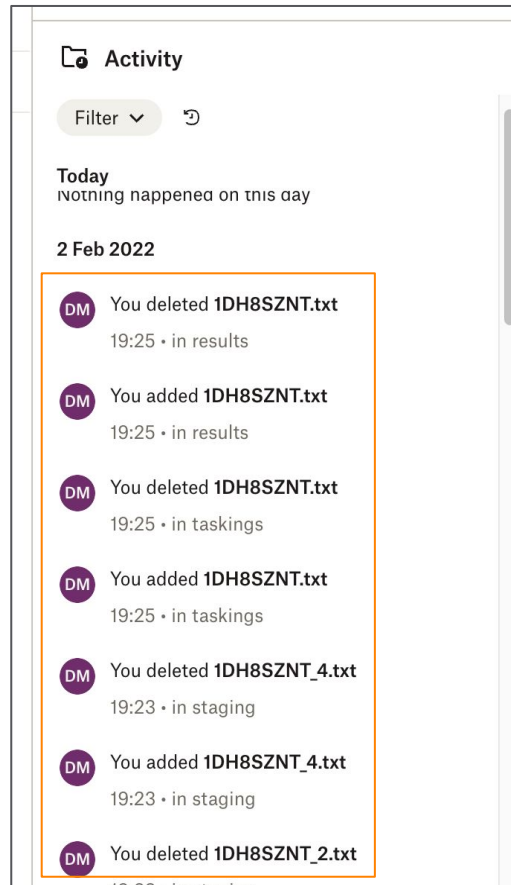 Activity
Filter
Today
Nothing happened on this day
2 Feb 2022
DM You deleted 1DH8SZNT.txt
19:25 • in results
DM You added 1DH8SZNT.txt
19:25 • in results
DM You deleted 1DH8SZNT.txt
19:25 • in taskings
DM You added 1DH8SZNT.txt
19:25 • in taskings
DM You deleted 1DH8SZNT_4.txt
19:23 • in staging
DM You added 1DH8SZNT_4.txt
19:23 • in staging
DM You deleted 1DH8SZNT_2.txt